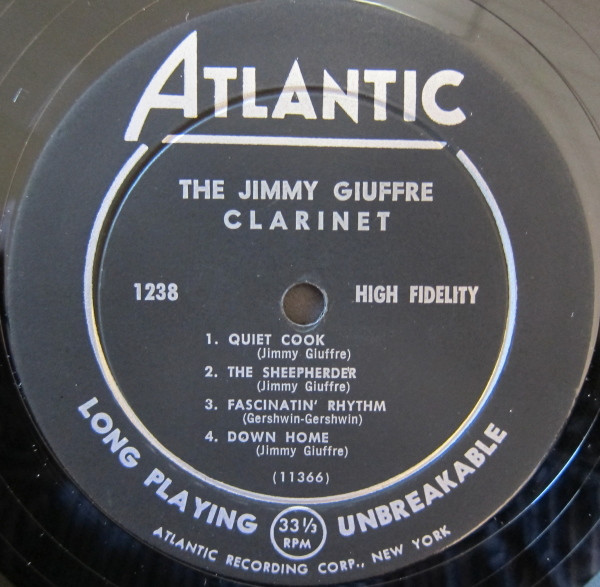 ATLANTIC
THE JIMMY GIUFFRE
CLARINET
1238
HIGH FIDELITY
1. QUIET COOK
(Jimmy Giuffre)
2. THE SHEEPHERDER
(Jimmy Giuffre)
3. FASCINATIN' RHYTHM
(Gershwin-Gershwin)
4. DOWN HOME
(Jimmy Giuffre)
(11366)
LONG PLAYING 33 1/3 RPM UNBREAKABLE
ATLANTIC RECORDING CORP., NEW YORK